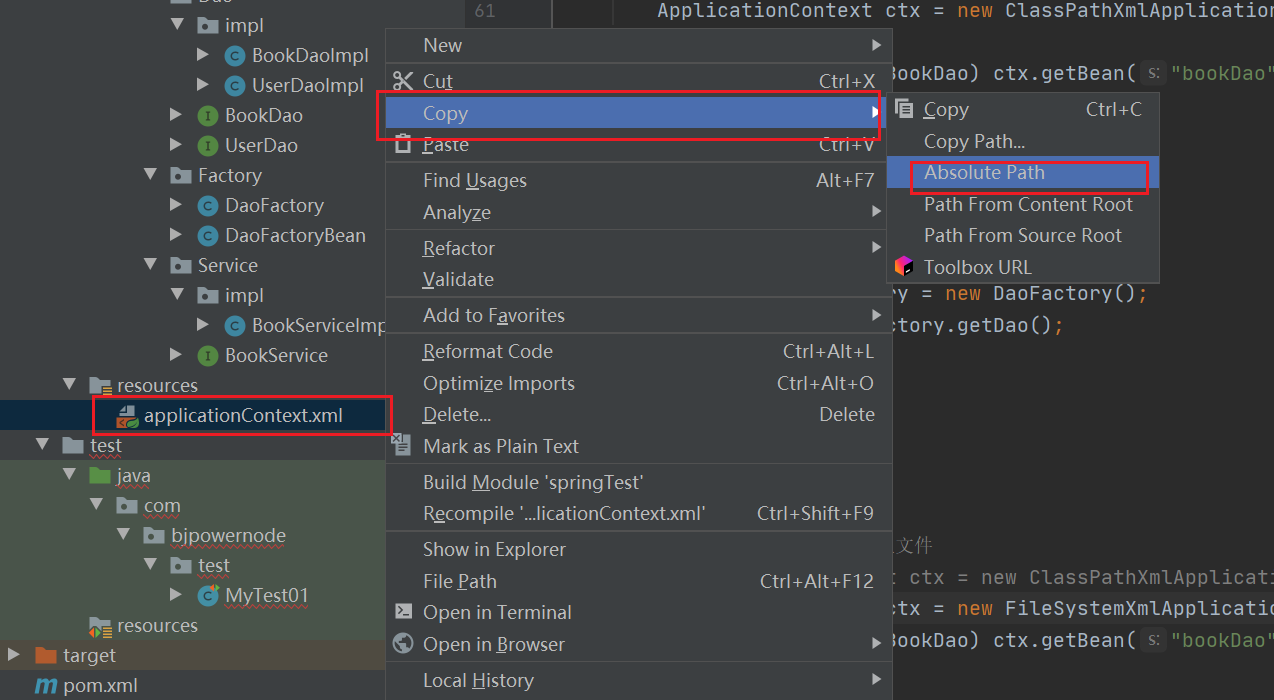 Dao
impl
BookDaoImpl
UserDaoImpl
BookDao
UserDao
Factory
DaoFactory
DaoFactoryBean
Service
impl
BookServiceImp
BookService
resources
applicationContext.xml
test
java
com
bjpowernode
test
MyTest01
resources
target
pom.xml
New
Cut Ctrl+X
Copy
Paste Ctrl+V
Find Usages Alt+F7
Analyze
Refactor
Validate
Add to Favorites
Reformat Code Ctrl+Alt+L
Optimize Imports Ctrl+Alt+O
Delete... Delete
Mark as Plain Text
Build Module 'springTest'
Recompile '...licationContext.xml' Ctrl+Shift+F9
Show in Explorer
File Path Ctrl+Alt+F12
Open in Terminal
Open in Browser
Local History
Copy Ctrl+C
Copy Path...
Absolute Path
Path From Content Root
Path From Source Root
Toolbox URL
61 ApplicationContext ctx = new ClassPathXmlApplication
BookDao) ctx.getBean( s: "bookDao"
y = new DaoFactory();
tory.getDao();
文件
t ctx = new ClassPathXmlApplicati
ctx = new FileSystemXmlApplicatio
BookDao) ctx.getBean( s: "bookDao"